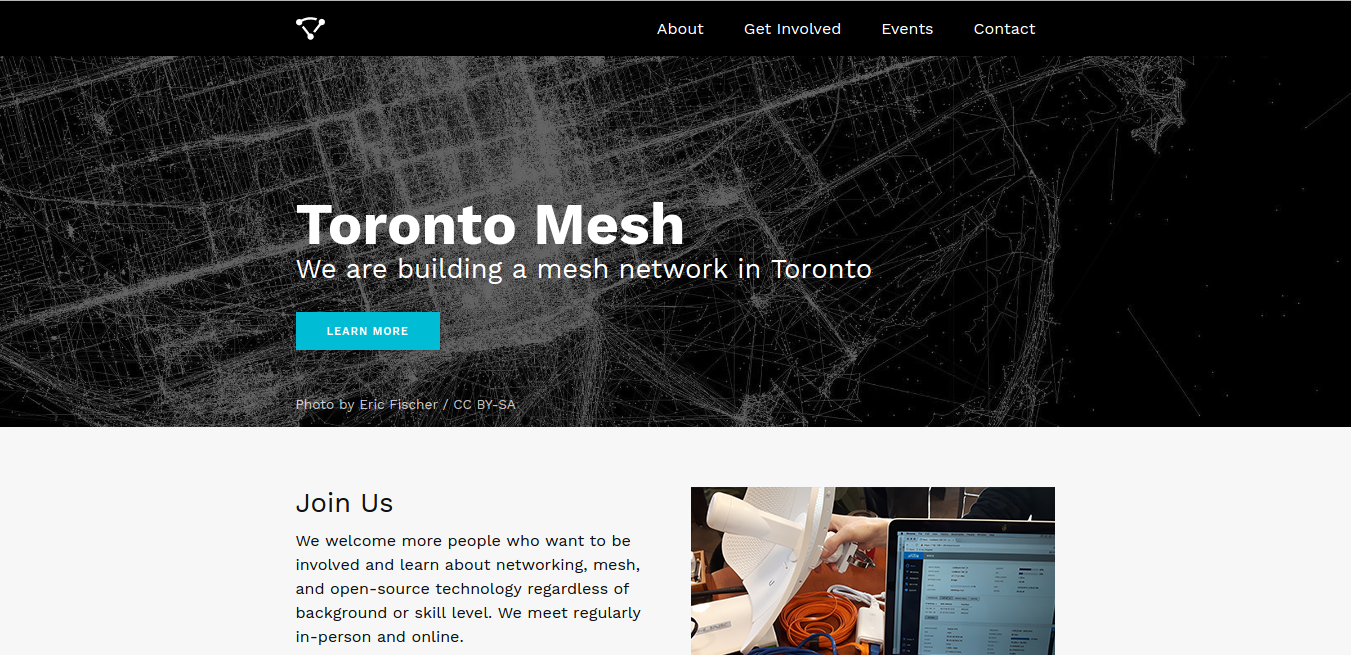 About Get Involved Events Contact
Toronto Mesh
We are building a mesh network in Toronto
LEARN MORE
Photo by Eric Fischer / CC BY-SA
Join Us
We welcome more people who want to be
involved and learn about networking, mesh,
and open-source technology regardless of
background or skill level. We meet regularly
in-person and online.